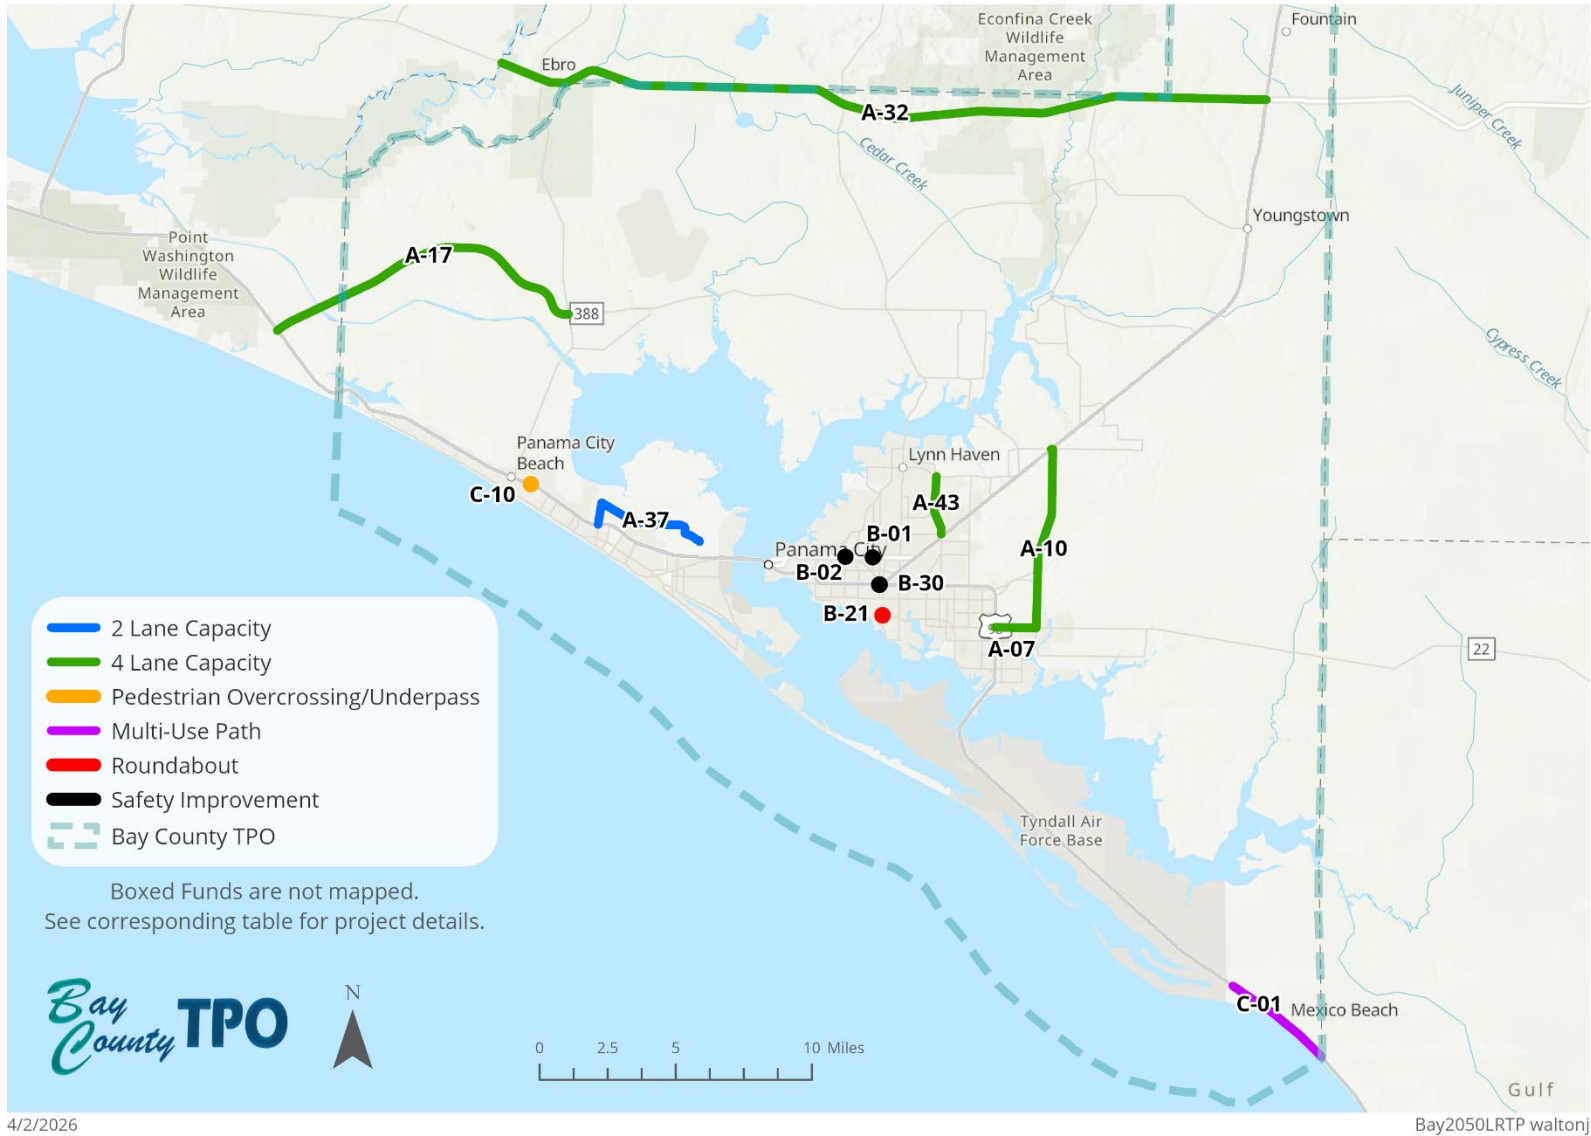 Econfina Creek
Wildlife
Management
Area
Fountain
Ebro
A-32
Juniper Creek
Cedar Creek
Youngstown
Point
Washington
Wildlife
Management
Area
A-17
388
Cypress Creek
Panama City
Beach
C-10
A-37
Lynn Haven
A-43
B-01
Panama City
B-02
A-10
B-30
B-21
A-07
22
2 Lane Capacity
4 Lane Capacity
Pedestrian Overcrossing/Underpass
Multi-Use Path
Roundabout
Safety Improvement
Bay County TPO
Boxed Funds are not mapped.
See corresponding table for project details.
Tyndall Air
Force Base
Bay
County TPO
N
0 2.5 5 10 Miles
C-01
Mexico Beach
Gulf
4/2/2026
Bay2050LRTP waltonj